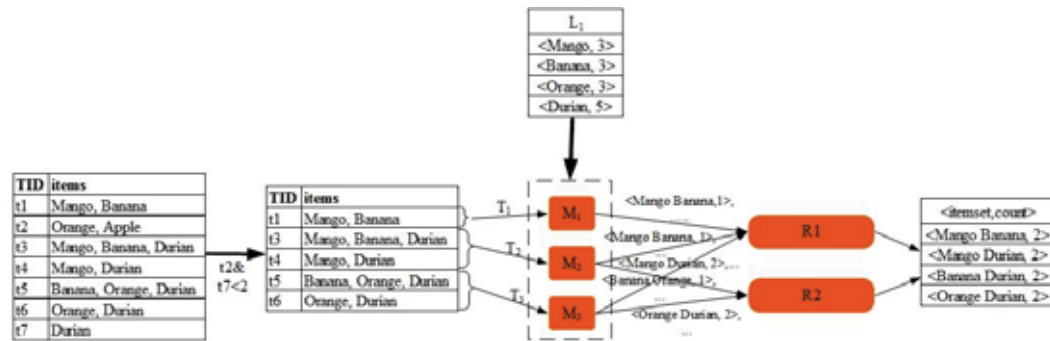 L1
<Mango, 3>
<Banana, 3>
<Orange, 3>
<Durian, 5>
TID items
t1 Mango, Banana
t2 Orange, Apple
t3 Mango, Banana, Durian
t4 Mango, Durian
t5 Banana, Orange, Durian
t6 Orange, Durian
t7 Durian
t2&
t7<2
TID items
t1 Mango, Banana
t3 Mango, Banana, Durian
t4 Mango, Durian
t5 Banana, Orange, Durian
t6 Orange, Durian
T1
T2
T3
M1
M2
M3
<Mango Banana,1>,
......
<Mango Banana, 1>,
<Mango Durian, 2>,...
<Banana Orange, 1>,
...
<Orange Durian, 2>,
...
R1
R2
<itemset,count>
<Mango Banana, 2>
<Mango Durian, 2>
<Banana Durian, 2>
<Orange Durian, 2>